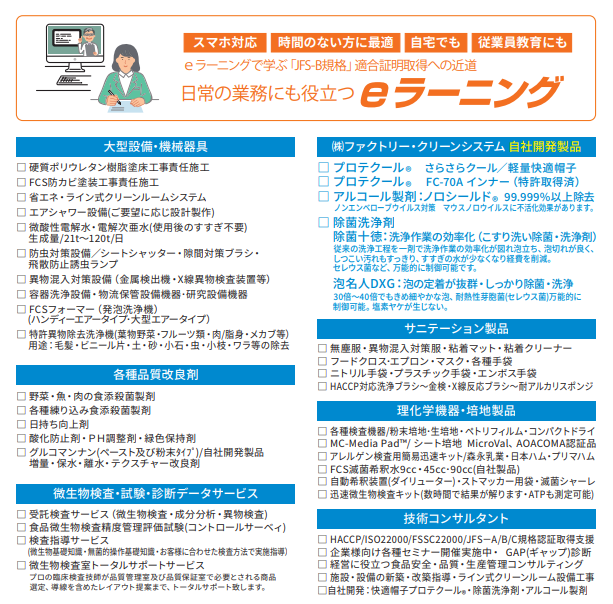 スマホ対応 時間のない方に最適 自宅でも 従業員教育にも
eラーニングで学ぶ「JFS-B規格」適合証明取得への近道
日常の業務にも役立つ eラーニング
大型設備・機械器具
□ 硬質ポリウレタン樹脂塗床工事責任施工
□ FCS防カビ塗装工事責任施工
□ 省エネ・ライン式クリーンルームシステム
□ エアシャワー設備(ご要望に応じ設計製作)
□ 微酸性電解水・電解次亜水(使用後のすすぎ不要)
生成量/21t〜120t/日
□ 防虫対策設備／シートシャッター・隙間対策ブラシ・
飛散防止誘虫ランプ
□ 異物混入対策設備（金属検出機・X線異物検査装置等）
□ 容器洗浄設備・物流保管設備機器・研究設備機器
□ FCSフォーマー（発泡洗浄機）
(ハンディーエアータイプ・大型エアータイプ)
□ 特許異物除去洗浄機(葉物野菜・フルーツ類・肉/脂身・メカブ等)
用途：毛髪・ビニール片・土・砂・小石・虫・小枝・ワラ等の除去
各種品質改良剤
□ 野菜・魚・肉の食添殺菌製剤
□ 各種練り込み食添殺菌製剤
□ 日持ち向上剤
□ 酸化防止剤・PH調整剤・緑色保持剤
□ グルコマンナン(ペースト及び粉末ﾀｲﾌﾟ)/自社開発製品
増量・保水・離水・テクスチャー改良剤
微生物検査・試験・診断データサービス
□ 受託検査サービス（微生物検査・成分分析・異物検査）
□ 食品微生物検査精度管理評価試験(コントロールサーベィ)
□ 検査指導サービス
(微生物基礎知識・無菌的操作基礎知識・お客様に合わせた検査方法で実施指導)
□ 微生物検査室トータルサポートサービス
プロの臨床検査技師が品質管理室及び品質保証室で必要とされる商品
選定、導線を含めたレイアウト提案まで、トータルサポート致します。
㈱ファクトリー・クリーンシステム 自社開発製品
□ プロテクール® さらさらクール／軽量快適帽子
□ プロテクール® FC-70A インナー（特許取得済）
□ アルコール製剤：ノロシールド® 99.999%以上除去
ノンエンベロープウイルス対策 マウスノロウイルスに不活化効果があります。
□ 除菌洗浄剤
除菌十徳：洗浄作業の効率化（こすり洗い除菌・洗浄剤）
従来の洗浄工程を一剤で洗浄作業の効率化が図れ泡立ち、泡切れが良く、
しつこい汚れもすっきり、すすぎの水が少なくなり経費を削減。
セレウス菌など、万能的に制御可能です。
泡名人DXG：泡の定着が抜群・しっかり除菌・洗浄
30倍〜40倍でもきめ細やかな泡、耐熱性芽胞菌(セレウス菌)万能的に
制御可能。塩素ヤケが生じない。
サニテーション製品
□ 無塵服・異物混入対策服・粘着マット・粘着クリーナー
□ フードクロス・エプロン・マスク・各種手袋
□ ニトリル手袋・プラスチック手袋・エンボス手袋
□ HACCP対応洗浄ブラシ〜金検・X線反応ブラシ〜耐アルカリスポンジ
理化学機器・培地製品
□ 各種検査機器/粉末培地・生培地・ペトリフィルム・コンパクトドライ
□ MC-Media Pad™/ シート培地 MicroVal、AOACOMA認証品
□ アレルゲン検査用簡易迅速キット/森永乳業・日本ハム・プリマハム
□ FCS滅菌希釈水9cc・45cc・90cc(自社製品)
□ 自動希釈装置(ダイリューター)・ストマッカー用袋・滅菌シャーレ
□ 迅速微生物検査キット(数時間で結果が解ります・ATPも測定可能)
技術コンサルタント
□ HACCP/ISO22000/FSSC22000/JFS−A/B/C規格認証取得支援
□ 企業様向け各種セミナー開催実施中・ GAP(ギャップ)診断
□ 経営に役立つ食品安全・品質・生産管理コンサルティング
□ 施設・設備の新築・改築指導・ライン式クリーンルーム設備工事
□ 自社開発：快適帽子プロテクール®・除菌洗浄剤・アルコール製剤